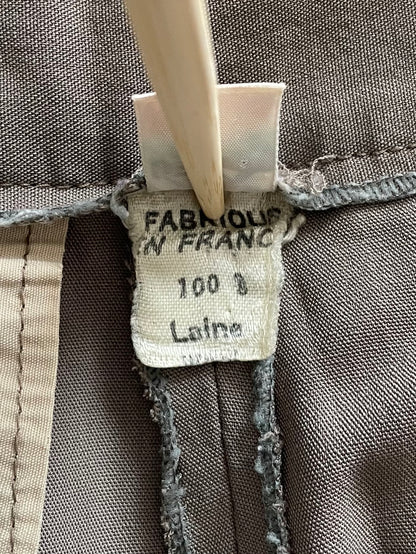 FABRIQUE
N FRANC
100 %
Laine